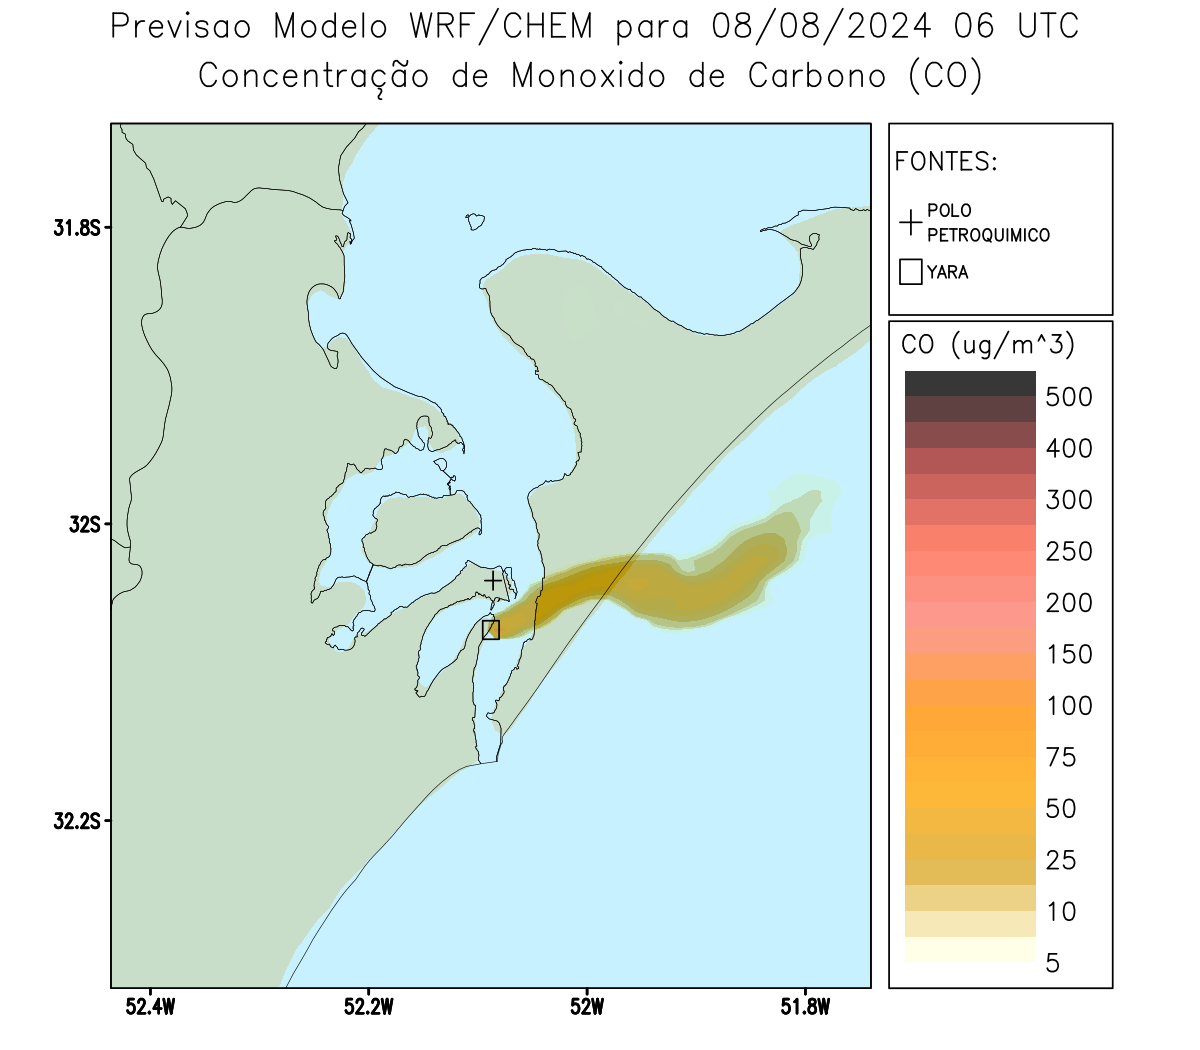 Previsao Modelo WRF/CHEM para 08/08/2024 06 UTC
Concentração de Monoxido de Carbono (CO)
FONTES:
POLO
PETROQUIMICO
YARA
CO (ug/m^3)
500
400
300
250
200
150
100
75
50
25
10
5
31.8S
32S
32.2S
52.4W
52.2W
52W
51.8W